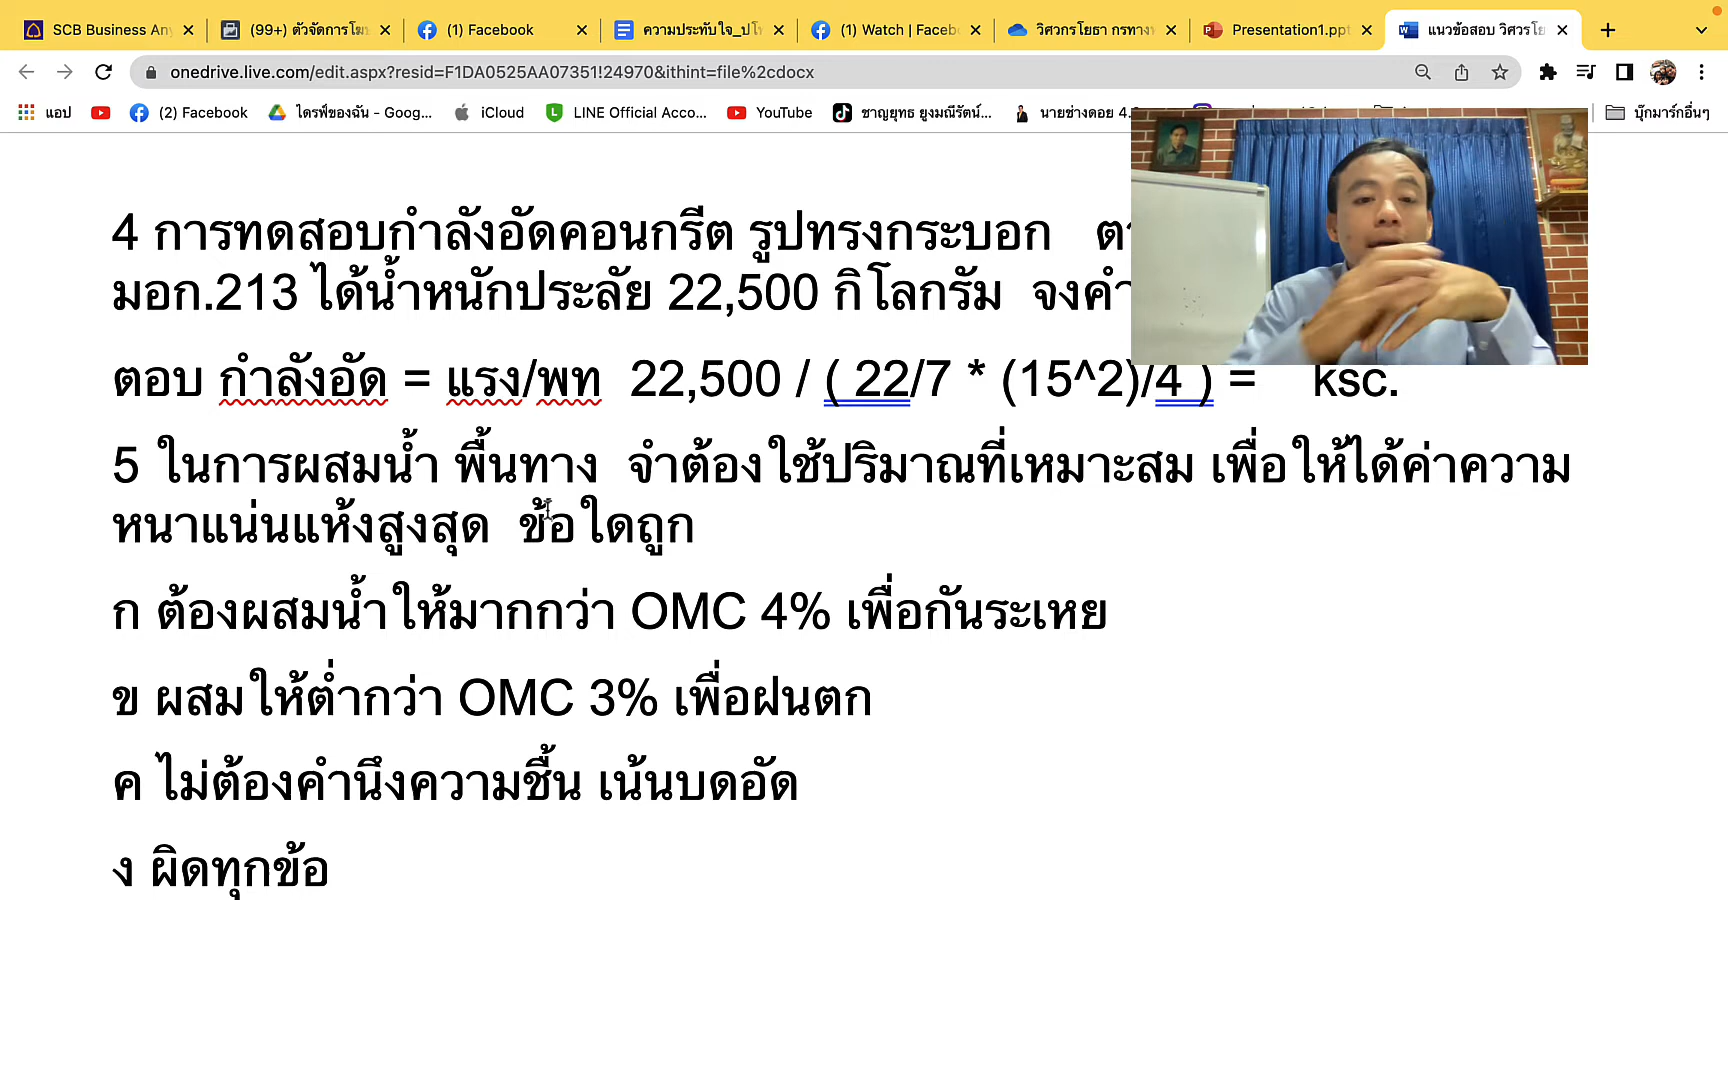 SCB Business Any
(99+) ตัวจัดการโฆษ
(1) Facebook
ความประทับใจ_ป
(1) Watch | Faceb
วิศวกรโยธา กรทาง
Presentation1.ppt
แนวข้อสอบ วิศวรโย
onedrive.live.com/edit.aspx?resid=F1DA0525AA07351!24970&ithint=file%2cdocx
แอป
(2) Facebook
ไดรฟ์ของฉัน - Goog...
iCloud
LINE Official Acco...
YouTube
ชาญยุทธ ยูงมณีรัตน์...
นายช่างดอย 4.
บุ๊กมาร์กอื่นๆ
4 การทดสอบกำลังอัดคอนกรีต รูปทรงกระบอก
มอก.213 ได้น้ำหนักประลัย 22,500 กิโลกรัม จงคำ
ตอบ กำลังอัด = แรง/พท 22,500 / ( 22/7 * (15^2)/4 ) = ksc.
5 ในการผสมน้ำ พื้นทาง จำต้องใช้ปริมาณที่เหมาะสม เพื่อให้ได้ค่าความ
หนาแน่นแห้งสูงสุด ข้อใดถูก
ก ต้องผสมน้ำให้มากกว่า OMC 4% เพื่อกันระเหย
ข ผสมให้ต่ำกว่า OMC 3% เพื่อฝนตก
ค ไม่ต้องคำนึงความชื้น เน้นบดอัด
ง ผิดทุกข้อ